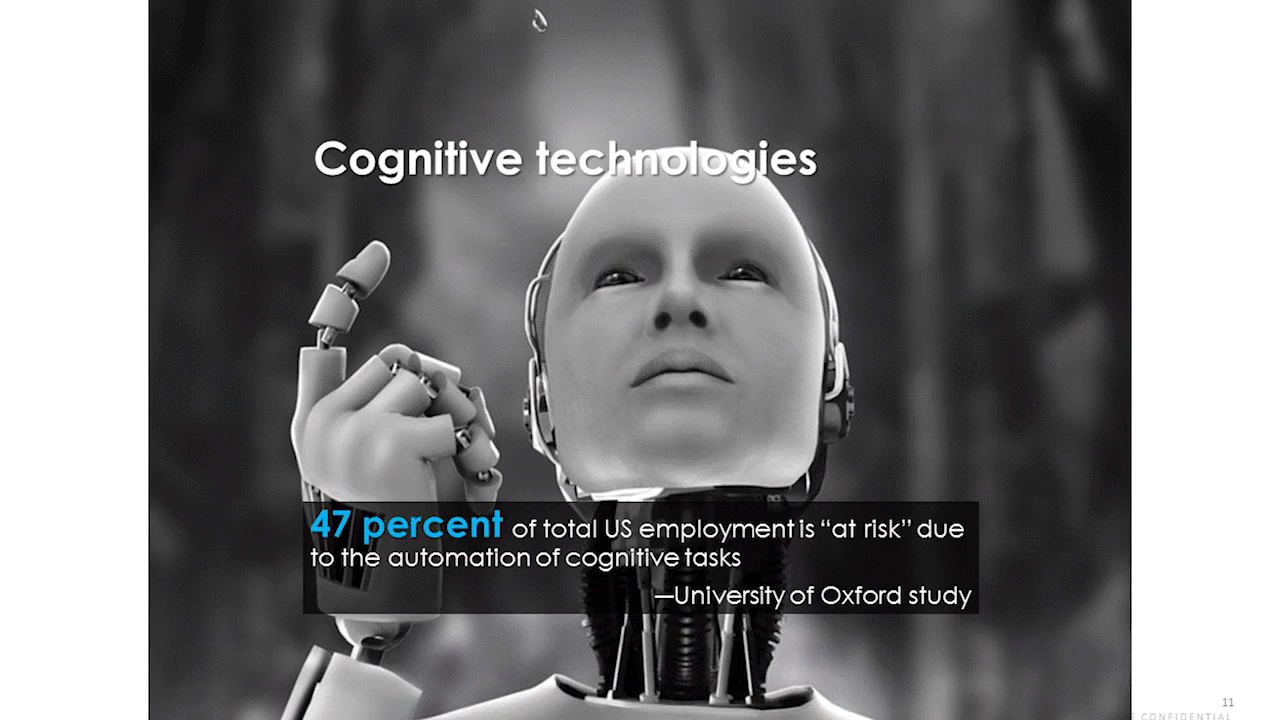 Cognitive technologies
47 percent of total US employment is “at risk” due
to the automation of cognitive tasks
—University of Oxford study
11
CONFIDENTIAL